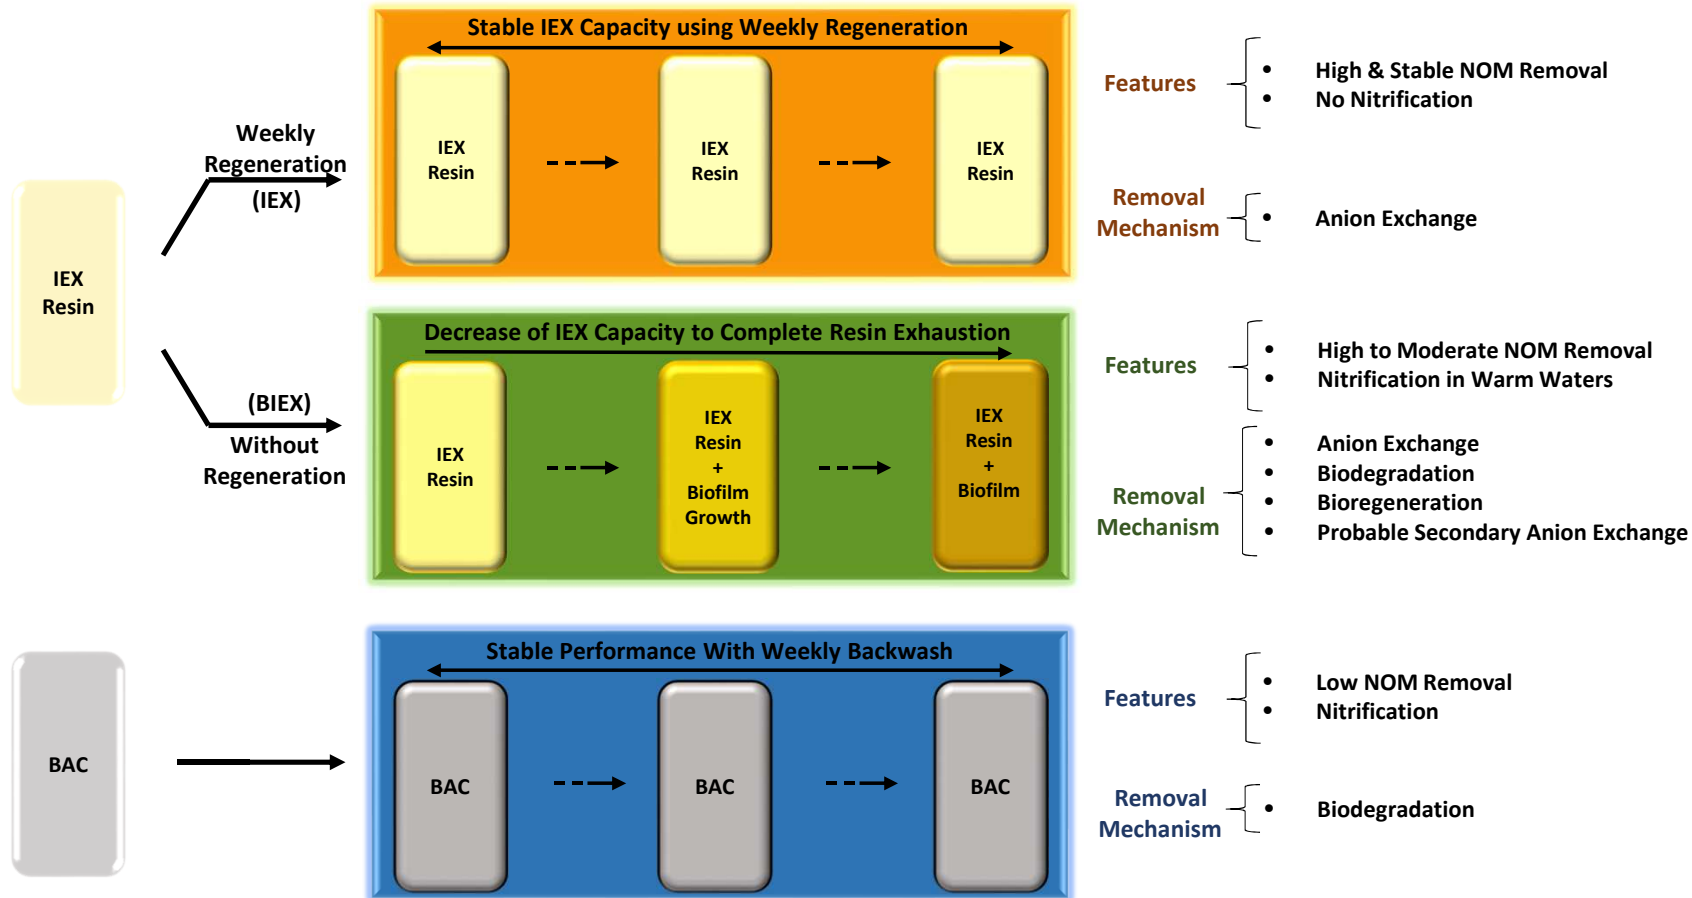 IEX
Resin
Weekly
Regeneration
(IEX)
Stable IEX Capacity using Weekly Regeneration
IEX
Resin
IEX
Resin
IEX
Resin
Features
• High & Stable NOM Removal
• No Nitrification
Removal
Mechanism
• Anion Exchange
(BIEX)
Without
Regeneration
Decrease of IEX Capacity to Complete Resin Exhaustion
IEX
Resin
IEX
Resin
+
Biofilm
Growth
IEX
Resin
+
Biofilm
Features
• High to Moderate NOM Removal
• Nitrification in Warm Waters
Removal
Mechanism
• Anion Exchange
• Biodegradation
• Bioregeneration
• Probable Secondary Anion Exchange
BAC
Stable Performance With Weekly Backwash
BAC
BAC
BAC
Features
• Low NOM Removal
• Nitrification
Removal
Mechanism
• Biodegradation